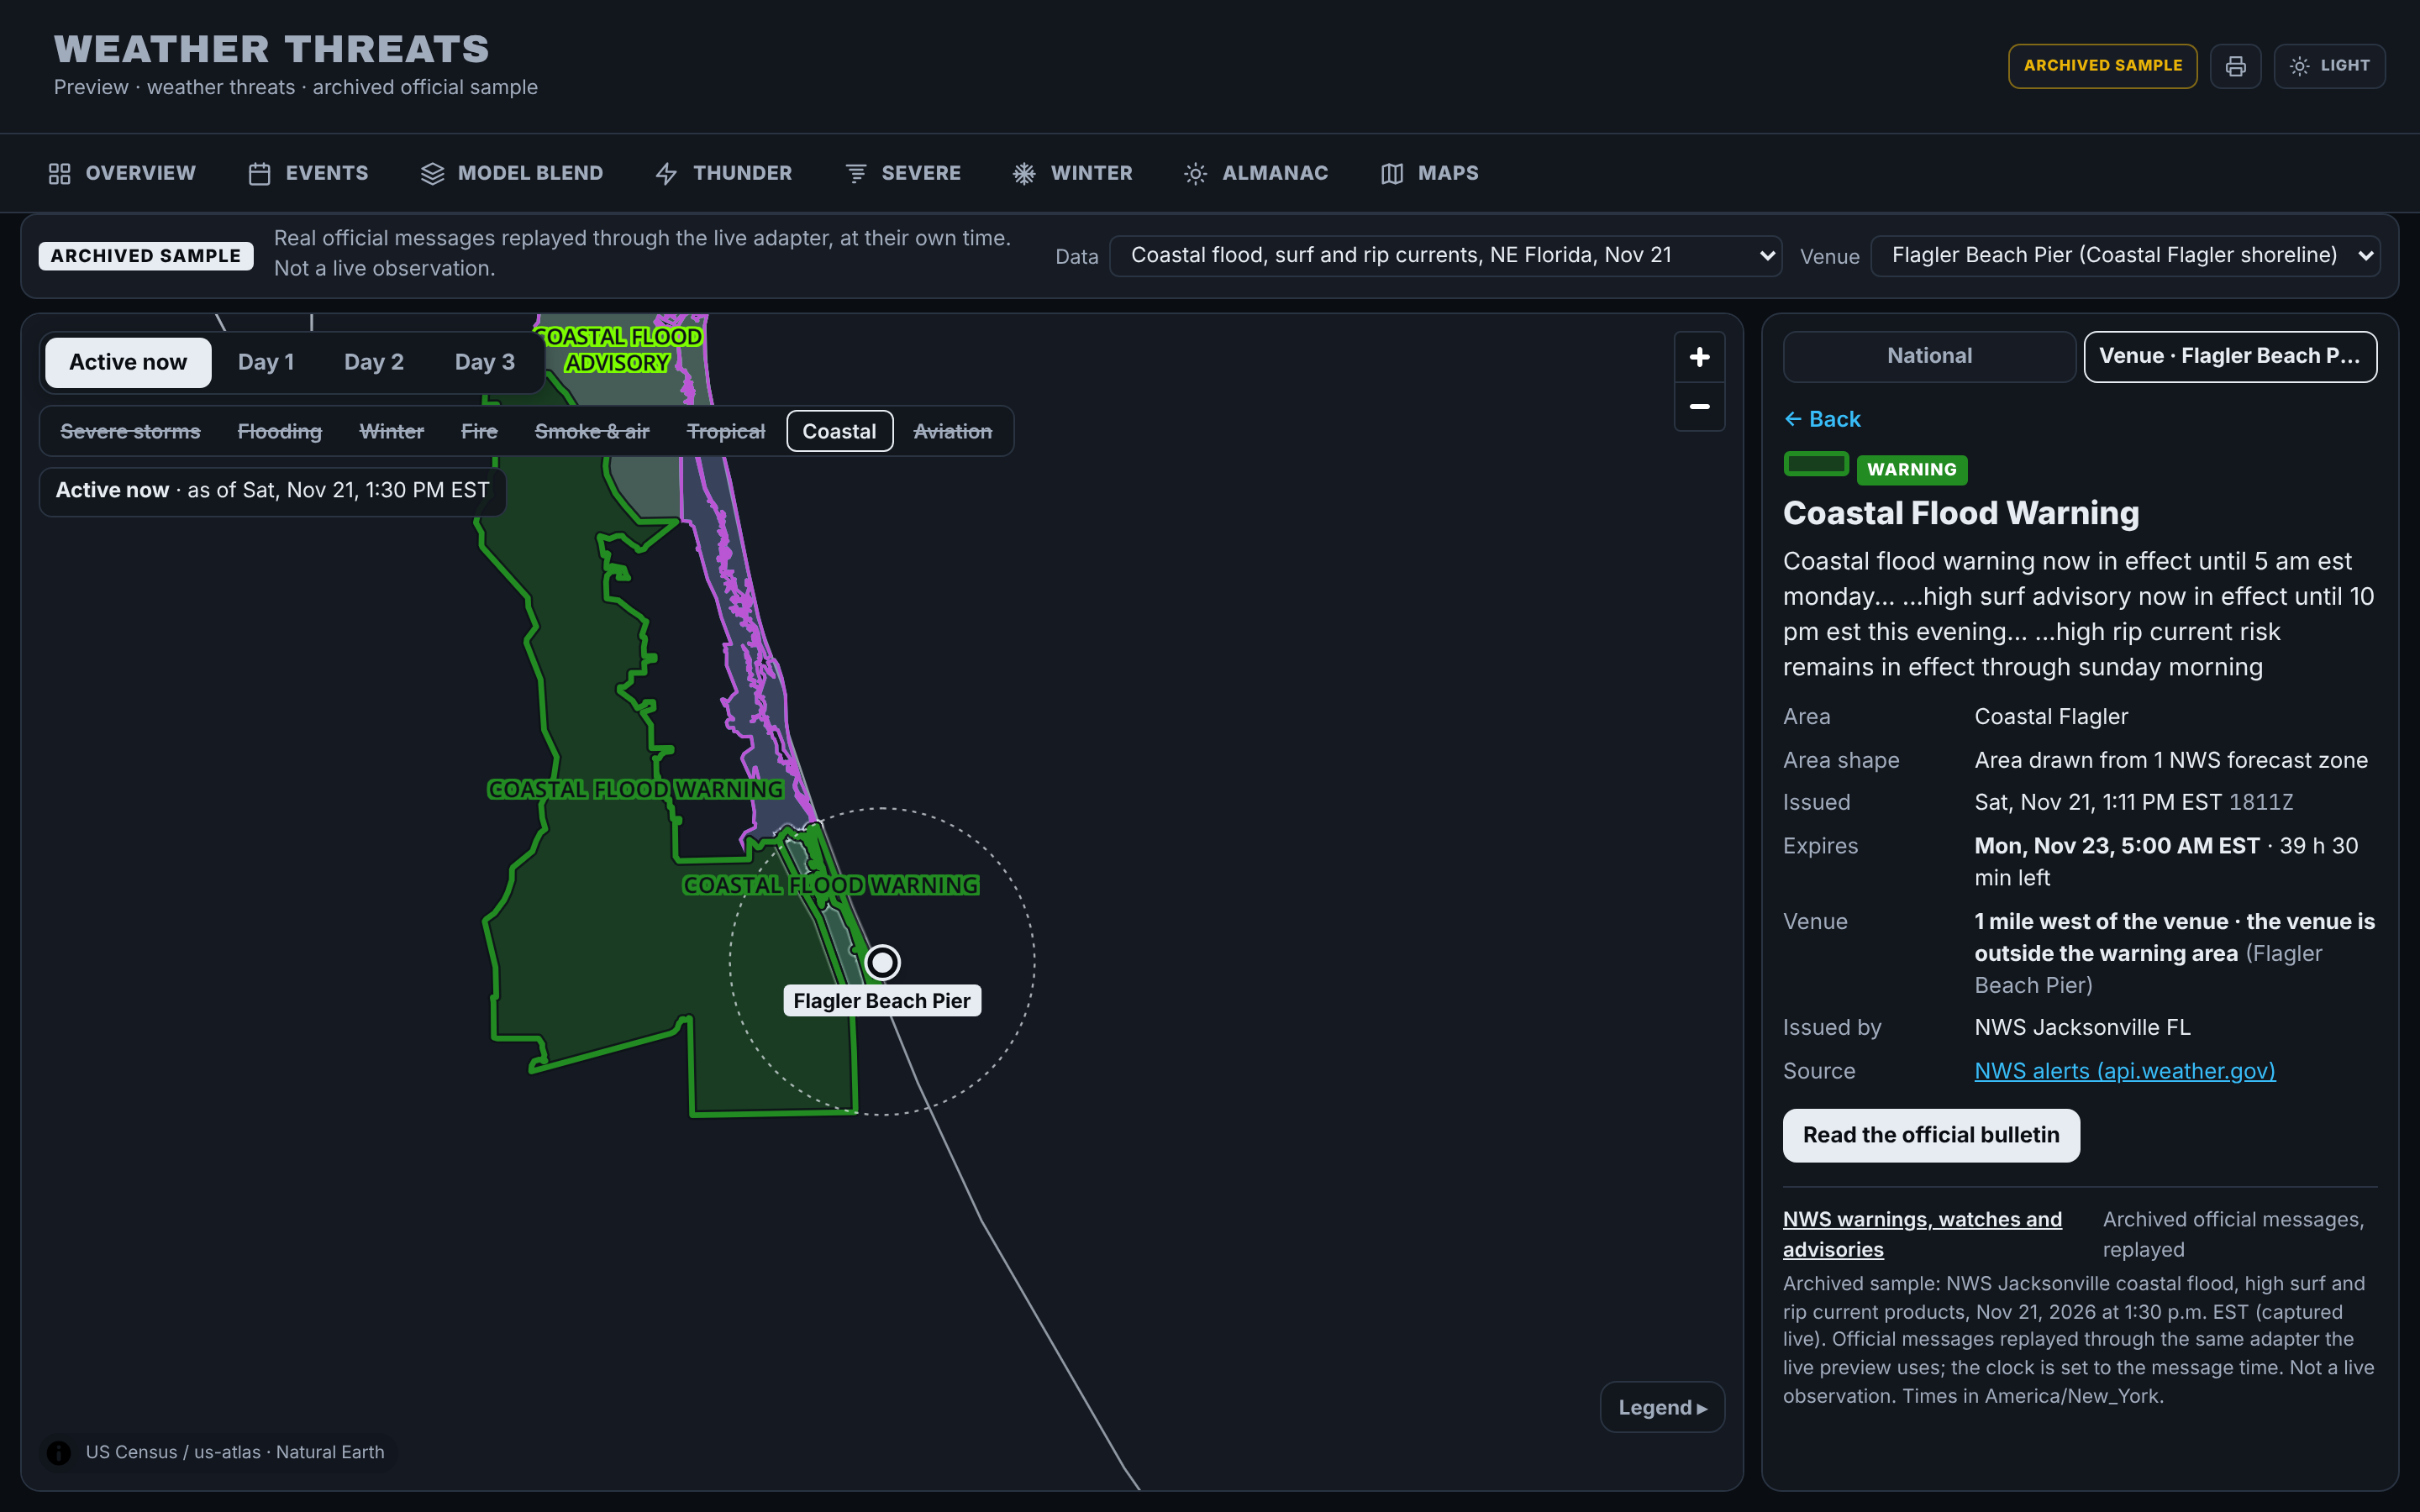 WEATHER THREATS
Preview · weather threats · archived official sample
ARCHIVED SAMPLE
LIGHT
OVERVIEW
EVENTS
MODEL BLEND
THUNDER
SEVERE
WINTER
ALMANAC
MAPS
ARCHIVED SAMPLE
Real official messages replayed through the live adapter, at their own time.
Not a live observation.
Data
Coastal flood, surf and rip currents, NE Florida, Nov 21
Venue
Flagler Beach Pier (Coastal Flagler shoreline)
Active now
Day 1
Day 2
Day 3
Severe storms
Flooding
Winter
Fire
Smoke & air
Tropical
Coastal
Aviation
Active now · as of Sat, Nov 21, 1:30 PM EST
COASTAL FLOOD
ADVISORY
COASTAL FLOOD WARNING
COASTAL FLOOD WARNING
Flagler Beach Pier
Legend ▸
US Census / us-atlas · Natural Earth
National
Venue · Flagler Beach P...
← Back
WARNING
Coastal Flood Warning
Coastal flood warning now in effect until 5 am est
monday... ...high surf advisory now in effect until 10
pm est this evening... ...high rip current risk
remains in effect through sunday morning
Area
Coastal Flagler
Area shape
Area drawn from 1 NWS forecast zone
Issued
Sat, Nov 21, 1:11 PM EST 1811Z
Expires
Mon, Nov 23, 5:00 AM EST · 39 h 30
min left
Venue
1 mile west of the venue · the venue is
outside the warning area (Flagler
Beach Pier)
Issued by
NWS Jacksonville FL
Source
NWS alerts (api.weather.gov)
Read the official bulletin
NWS warnings, watches and
advisories
Archived official messages,
replayed
Archived sample: NWS Jacksonville coastal flood, high surf and
rip current products, Nov 21, 2026 at 1:30 p.m. EST (captured
live). Official messages replayed through the same adapter the
live preview uses; the clock is set to the message time. Not a live
observation. Times in America/New_York.